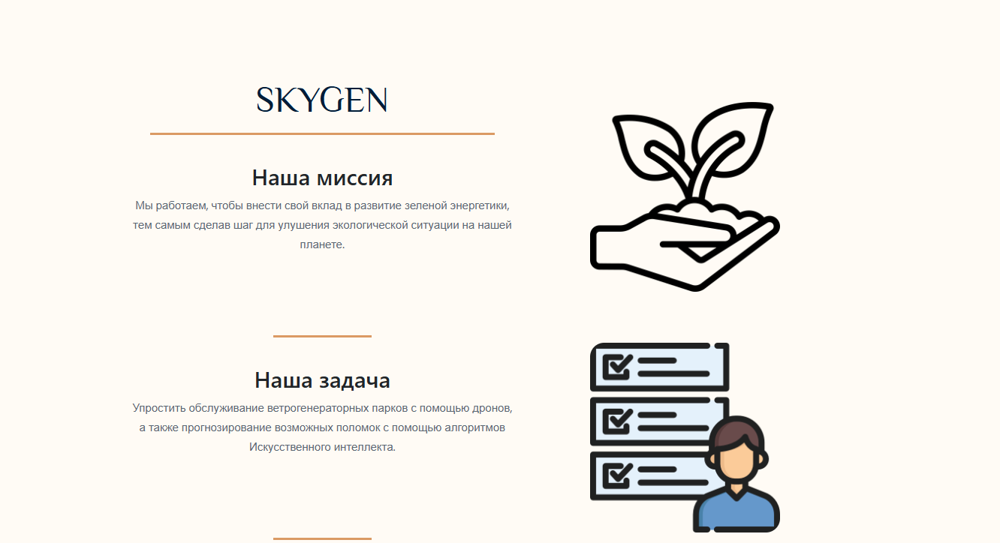 SKYGEN
Наша миссия
Мы работаем, чтобы внести свой вклад в развитие зеленой энергетики,
тем самым сделав шаг для улушения экологической ситуации на нашей
планете.
Наша задача
Упростить обслуживание ветрогенераторных парков с помощью дронов,
а также прогнозирование возможных поломок с помощью алгоритмов
Искусственного интеллекта.